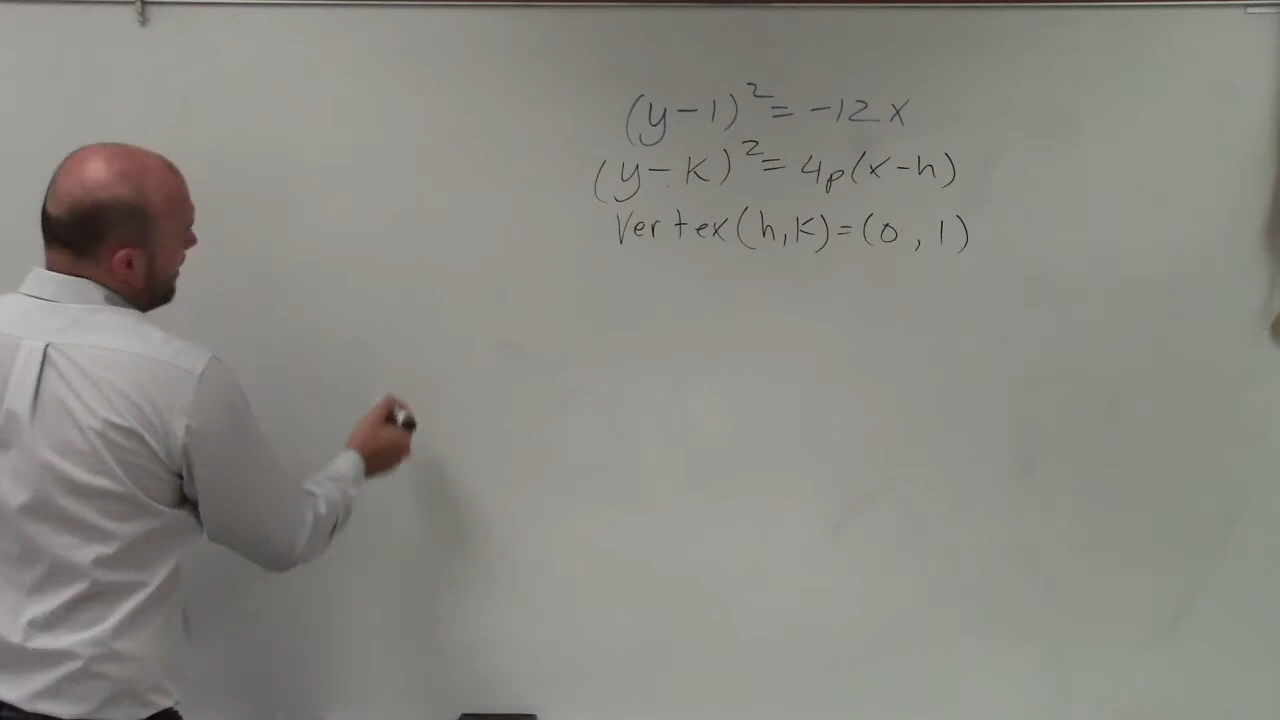 (y-1)²=-12x
(y-k)²=4p(x-h)
Vertex(h,k)=(0,1)